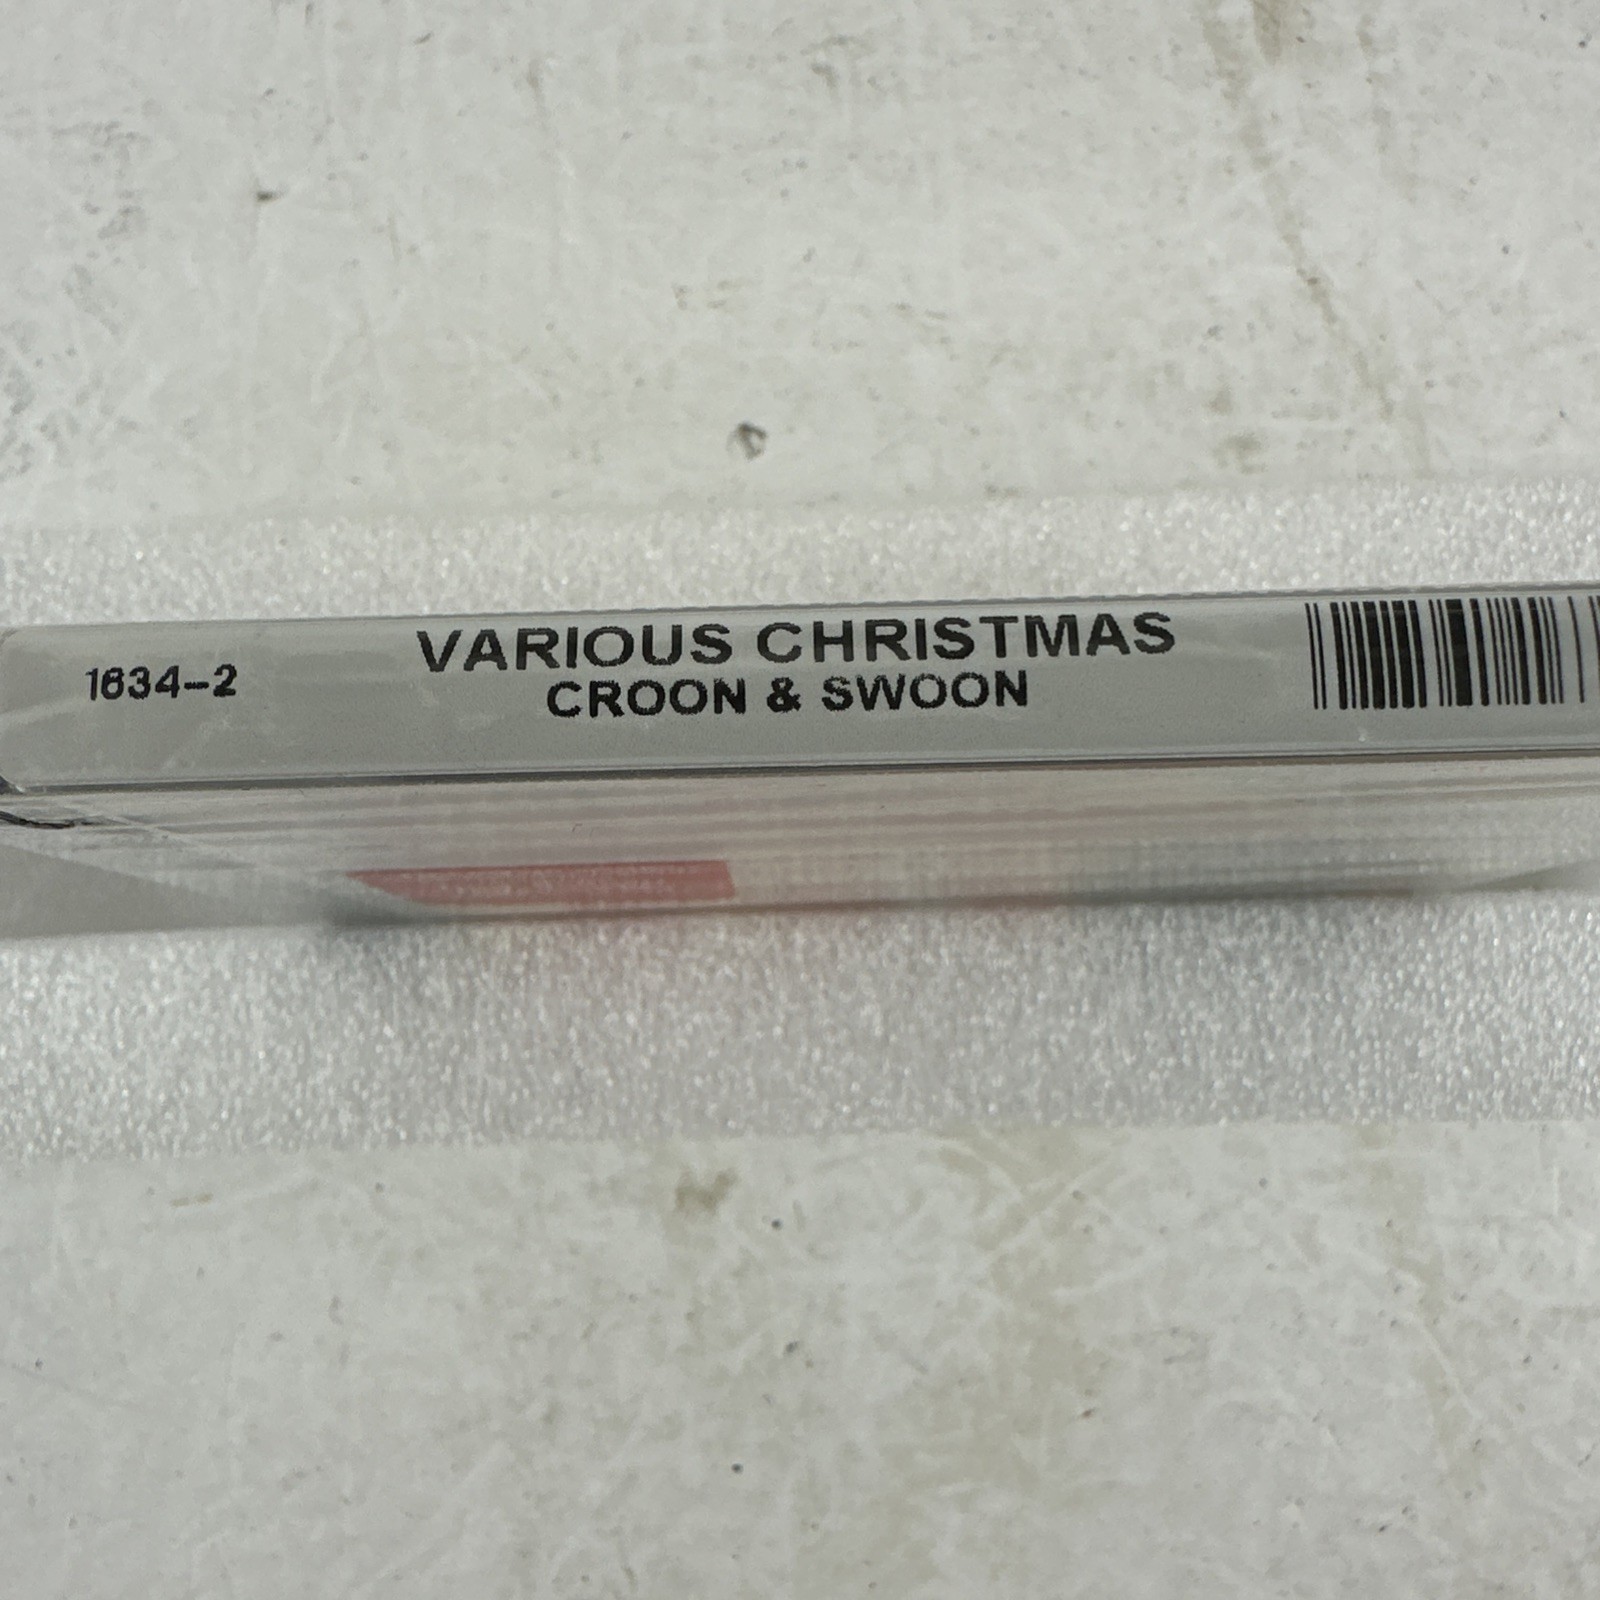 1634-2
VARIOUS CHRISTMAS
CROON & SWOON